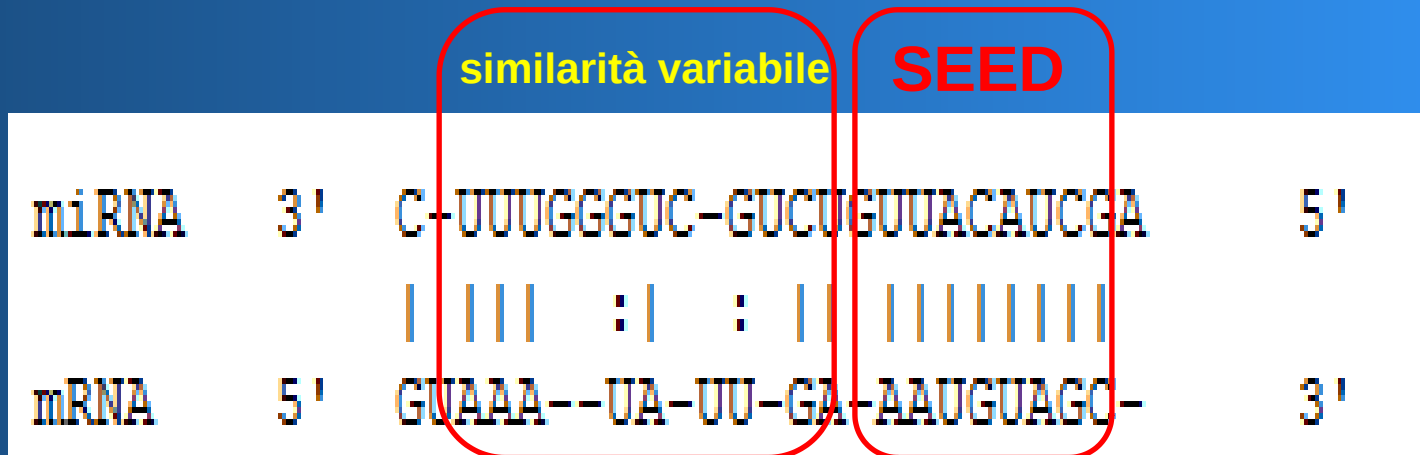 similarità variabile SEED
miRNA 3' C-UUUGGGUC-GUCUGUUACAUCGA 5'
| |||  :|  : || ||||||||
mRNA 5' GUAAA--UA-UU-GA-AAUGUAGC- 3'